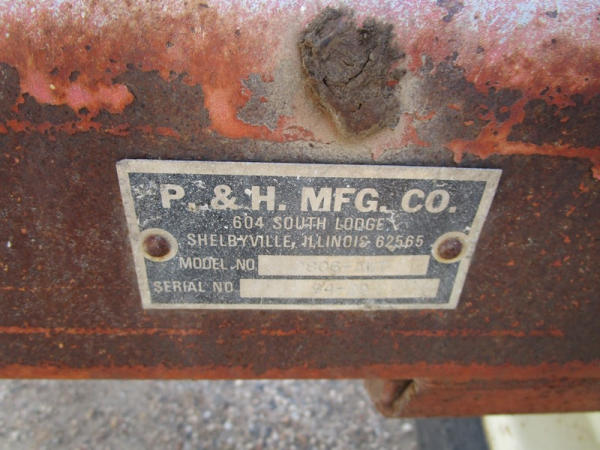 P. & H. MFG. CO.
604 SOUTH LODGE
SHELBYVILLE, ILLINOIS 62565
MODEL NO
SERIAL NO